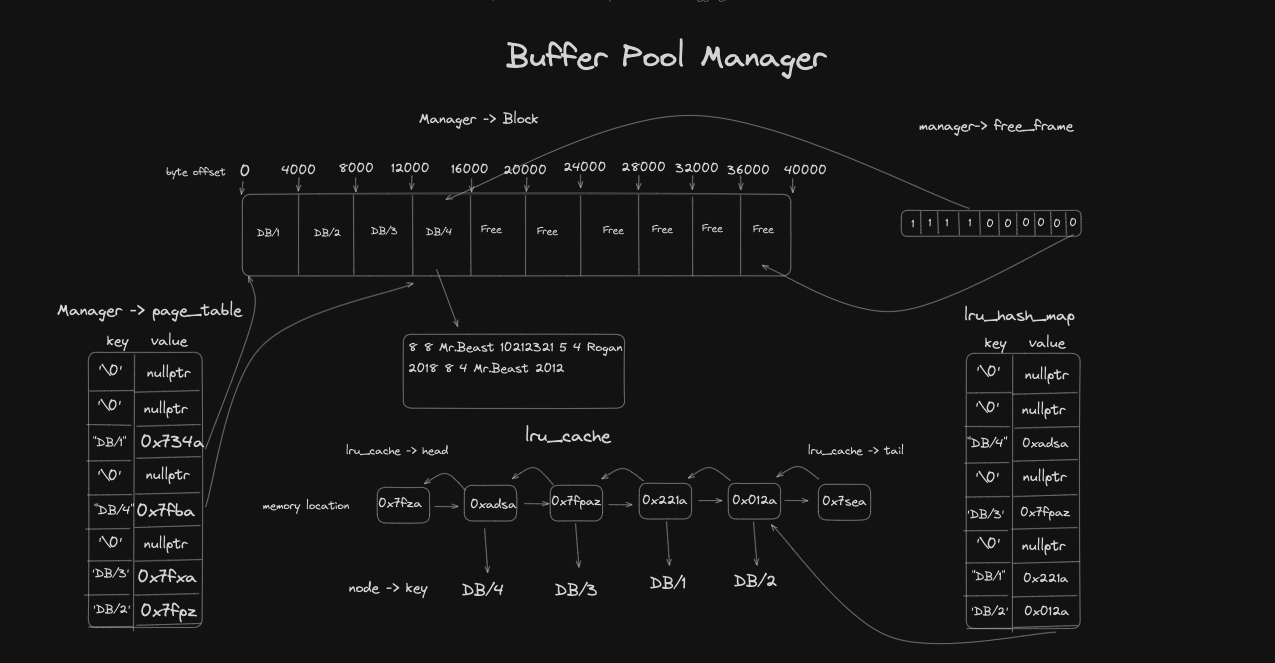 Buffer Pool Manager
Manager -> Block
manager-> free_frame
byte offset 0 4000 8000 12000 16000 20000 24000 28000 32000 36000 40000
DB/1 DB/2 DB/3 DB/4 Free Free Free Free Free Free
1 1 1 1 0 0 0 0 0 0
Manager -> page_table
key value
'\0' nullptr
'\0' nullptr
"DB/1" 0x734a
'\0' nullptr
"DB/4" 0x7fba
'\0' nullptr
'DB/3' 0x7fxa
'DB/2' 0x7fpz
8 8 Mr.Beast 10212321 5 4 Rogan
2018 8 4 Mr.Beast 2012
lru_cache
lru_cache -> head
lru_cache -> tail
memory location 0x7fza 0xadsa 0x7fpaz 0x221a 0x012a 0x7sea
node -> key DB/4 DB/3 DB/1 DB/2
lru_hash_map
key value
'\0' nullptr
'\0' nullptr
"DB/4" 0xadsa
'\0' nullptr
'DB/3' 0x7fpaz
'\0' nullptr
"DB/1" 0x221a
'DB/2' 0x012a